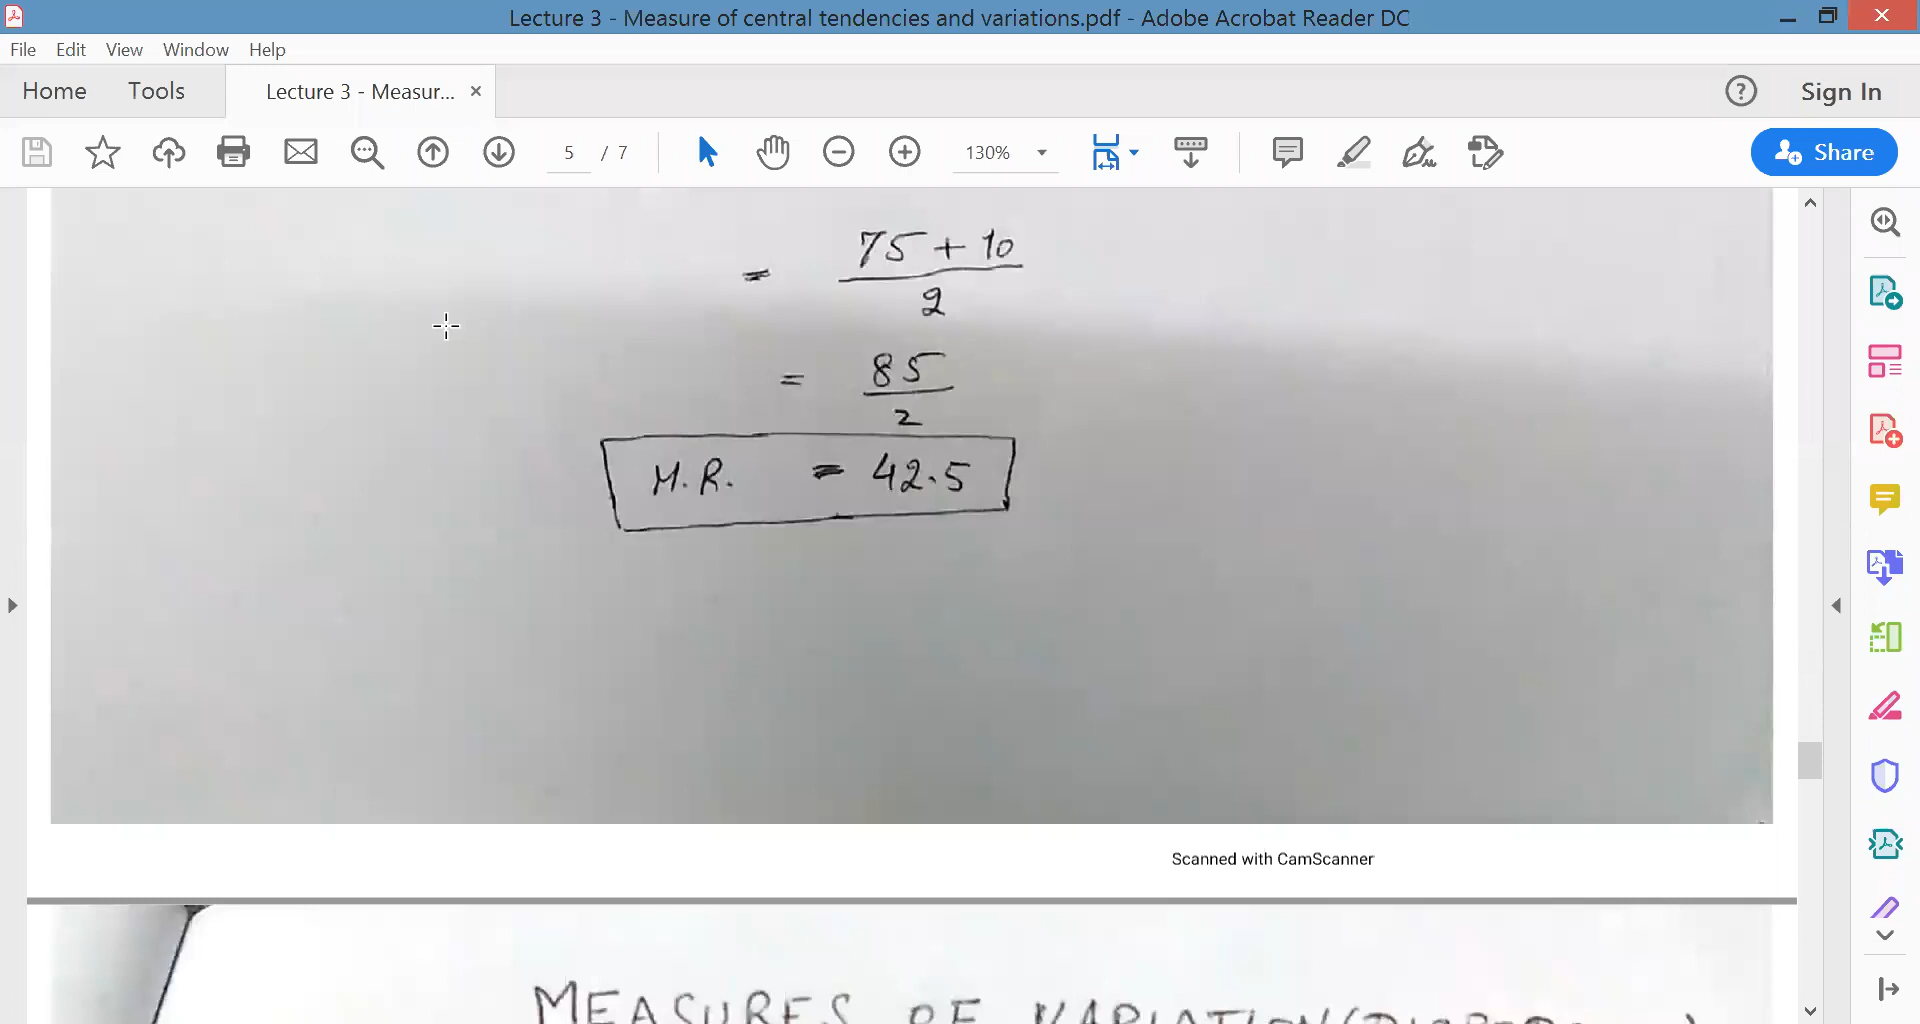 Lecture 3 - Measure of central tendencies and variations.pdf - Adobe Acrobat Reader DC
File Edit View Window Help
Home Tools Lecture 3 - Measur... × Sign In
5 / 7 130% Share
= 75 + 10
2
= 85
2
M.R. = 42.5
Scanned with CamScanner
MEASURES OF VARIATION